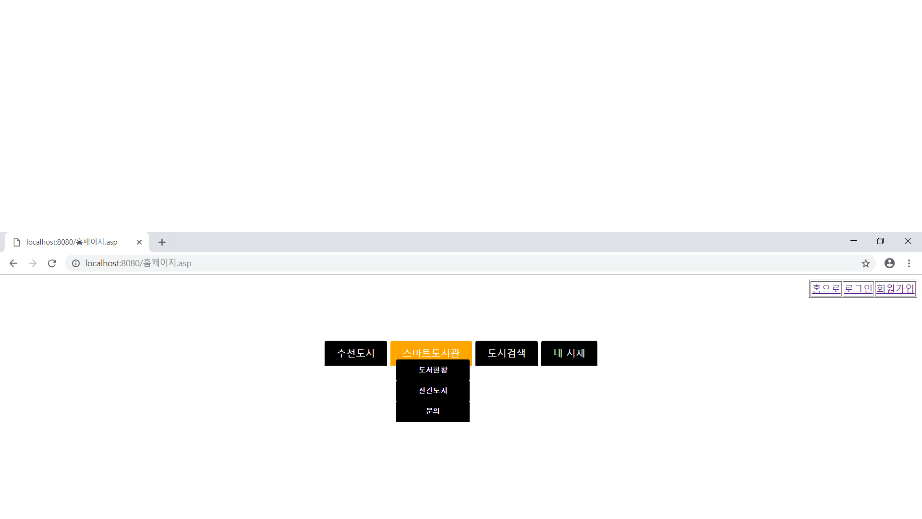 localhost:8080/홈페이지.asp
localhost:8080/홈페이지.asp
홈으로 로그인 회원가입
추천도서 스마트도서관 도서검색 내 서재
도서현황
신간도서
문의